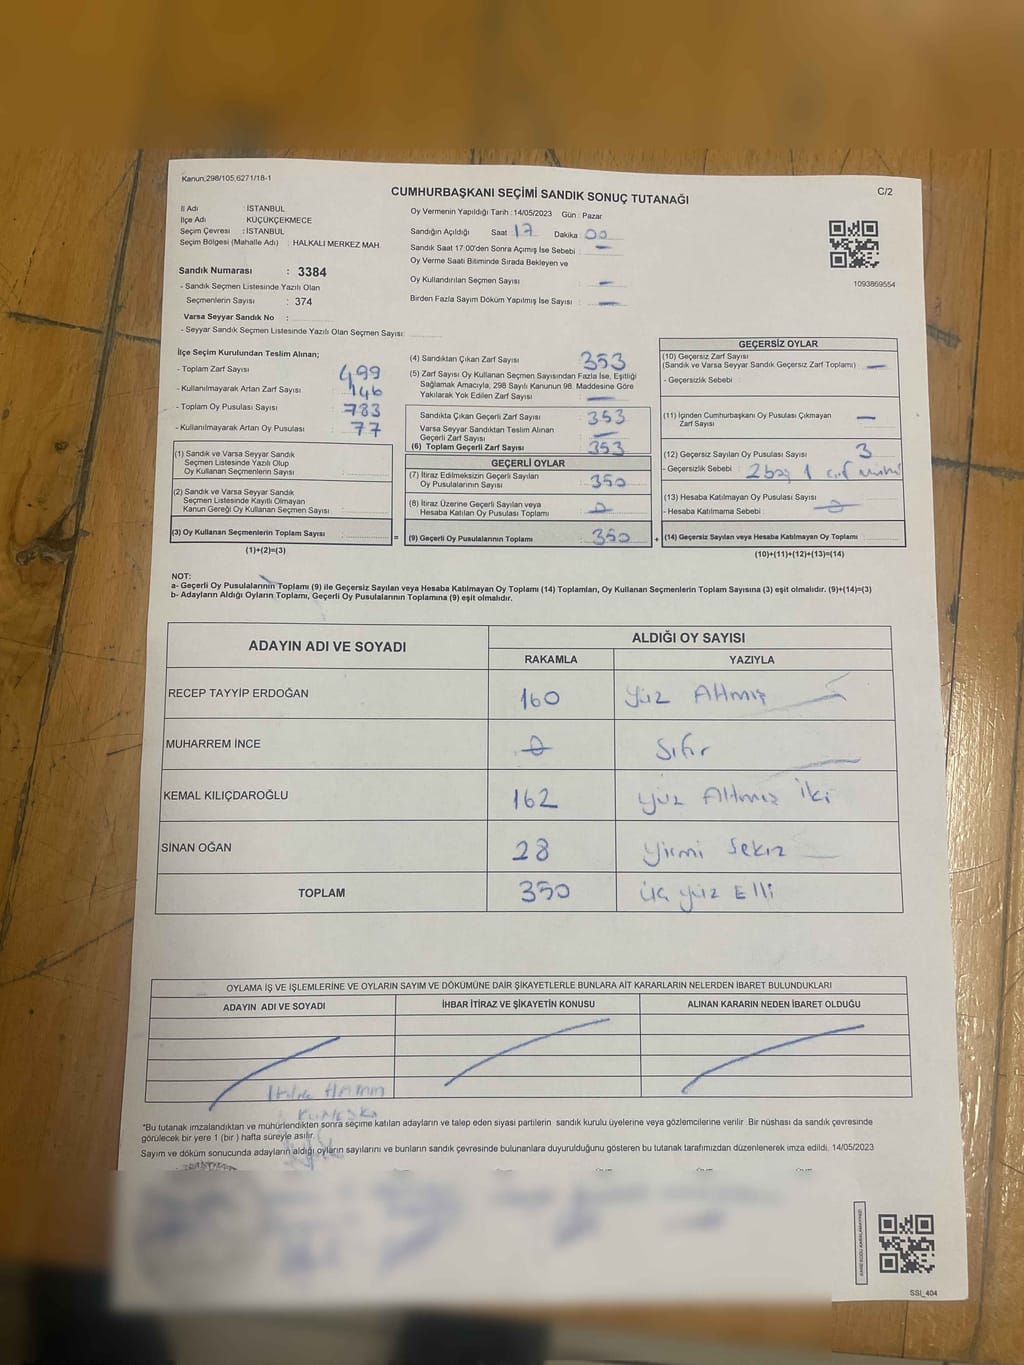 Kanun,298/105,6271/18-1
C/2
CUMHURBAŞKANI SEÇİMİ SANDIK SONUÇ TUTANAĞI
İl Adı : İSTANBUL
İlçe Adı : KÜÇÜKÇEKMECE
Seçim Çevresi : İSTANBUL
Seçim Bölgesi (Mahalle Adı) : HALKALI MERKEZ MAH.
Sandık Numarası : 3384
- Sandık Seçmen Listesinde Yazılı Olan
Seçmenlerin Sayısı : 374
Varsa Seyyar Sandık No :
- Seyyar Sandık Seçmen Listesinde Yazılı Olan Seçmen Sayısı:
Oy Vermenin Yapıldığı Tarih :14/05/2023 Gün : Pazar
Sandığın Açıldığı Saat 17 Dakika : 00
Sandık Saat 17:00'den Sonra Açımış İse Sebebi : —
Oy Verme Saati Bitiminde Sırada Bekleyen ve
Oy Kullandırılan Seçmen Sayısı : —
Birden Fazla Sayım Döküm Yapılmış İse Sayısı : —
1093869554
İlçe Seçim Kurulundan Teslim Alınan;
- Toplam Zarf Sayısı : 499
- Kullanılmayarak Artan Zarf Sayısı : 146
- Toplam Oy Pusulası Sayısı : 783
- Kullanılmayarak Artan Oy Pusulası : 77
(1) Sandık ve Varsa Seyyar Sandık
Seçmen Listesinde Yazılı Olup
Oy Kullanan Seçmenlerin Sayısı :
(2) Sandık ve Varsa Seyyar Sandık
Seçmen Listesinde Kayıtlı Olmayan
Kanun Gereği Oy Kullanan Seçmen Sayısı :
(3) Oy Kullanan Seçmenlerin Toplam Sayısı :
(1)+(2)=(3)
=
(4) Sandıktan Çıkan Zarf Sayısı : 353
(5) Zarf Sayısı Oy Kullanan Seçmen Sayısından Fazla İse, Eşitliği
Sağlamak Amacıyla, 298 Sayılı Kanunun 98. Maddesine Göre
Yakılarak Yok Edilen Zarf Sayısı : —
Sandıkta Çıkan Geçerli Zarf Sayısı : 353
Varsa Seyyar Sandıktan Teslim Alınan
Geçerli Zarf Sayısı : —
(6) Toplam Geçerli Zarf Sayısı : 353
GEÇERLİ OYLAR
(7) İtiraz Edilmeksizin Geçerli Sayılan
Oy Pusulalarının Sayısı : 350
(8) İtiraz Üzerine Geçerli Sayılan veya
Hesaba Katılan Oy Pusulası Toplamı : 0
(9) Geçerli Oy Pusulalarının Toplamı : 350
+
GEÇERSİZ OYLAR
(10) Geçersiz Zarf Sayısı
(Sandık ve Varsa Seyyar Sandık Geçersiz Zarf Toplamı) : —
- Geçersizlik Sebebi :
(11) İçinden Cumhurbaşkanı Oy Pusulası Çıkmayan
Zarf Sayısı : —
(12) Geçersiz Sayılan Oy Pusulası Sayısı : 3
- Geçersizlik Sebebi : 2 boş 1
(13) Hesaba Katılmayan Oy Pusulası Sayısı : 0
- Hesaba Katılmama Sebebi :
(14) Geçersiz Sayılan veya Hesaba Katılmayan Oy Toplamı :
(10)+(11)+(12)+(13)=(14)
NOT:
a- Geçerli Oy Pusulalarının Toplamı (9) ile Geçersiz Sayılan veya Hesaba Katılmayan Oy Toplamı (14) Toplamları, Oy Kullanan Seçmenlerin Toplam Sayısına (3) eşit olmalıdır. (9)+(14)=(3)
b- Adayların Aldığı Oyların Toplamı, Geçerli Oy Pusulalarının Toplamına (9) eşit olmalıdır.
ADAYIN ADI VE SOYADI ALDIĞI OY SAYISI
RAKAMLA YAZIYLA
RECEP TAYYİP ERDOĞAN 160 Yüz Altmış
MUHARREM İNCE 0 Sıfır
KEMAL KILIÇDAROĞLU 162 Yüz Altmış İki
SİNAN OĞAN 28 Yirmi Sekiz
TOPLAM 350 Üç yüz Elli
OYLAMA İŞ VE İŞLEMLERİNE VE OYLARIN SAYIM VE DÖKÜMÜNE DAİR ŞİKAYETLERLE BUNLARA AİT KARARLARIN NELERDEN İBARET BULUNDUKLARI
ADAYIN ADI VE SOYADI İHBAR İTİRAZ VE ŞİKAYETİN KONUSU ALINAN KARARIN NEDEN İBARET OLDUĞU
*Bu tutanak imzalandıktan ve mühürlendikten sonra seçime katılan adayların ve talep eden siyasi partilerin sandık kurulu üyelerine veya gözlemcilerine verilir. Bir nüshası da sandık çevresinde
görülecek bir yere 1 (bir) hafta süreyle asılır.
Sayım ve döküm sonucunda adayların aldığı oyların sayılarını ve bunların sandık çevresinde bulunanlara duyurulduğunu gösteren bu tutanak tarafımızdan düzenlenerek imza edildi. 14/05/2023
SSI_404